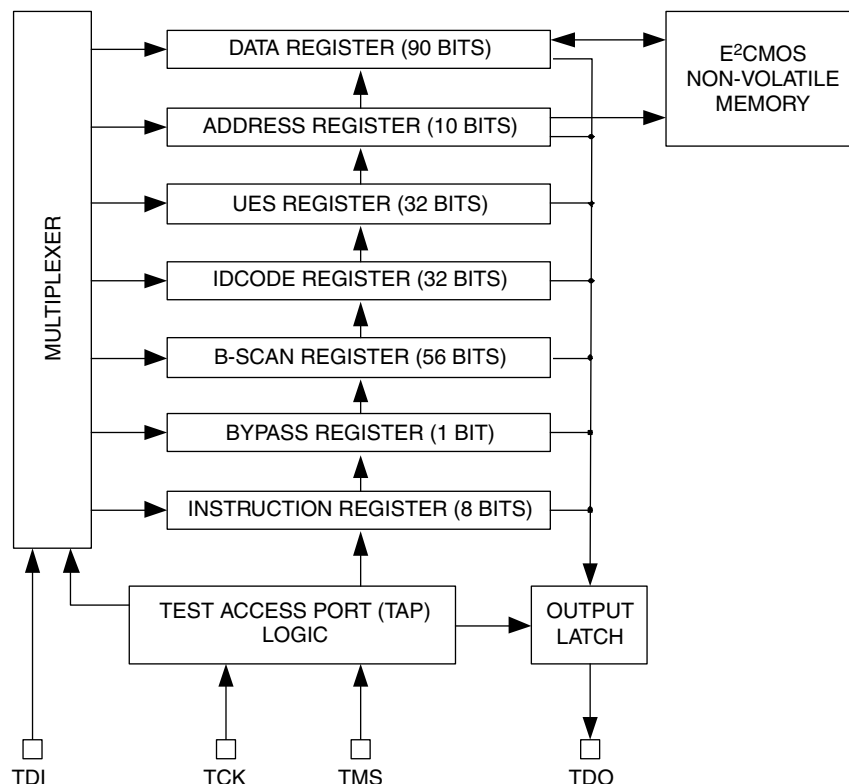 DATA REGISTER (90 BITS)
E²CMOS
NON-VOLATILE
MEMORY
ADDRESS REGISTER (10 BITS)
UES REGISTER (32 BITS)
IDCODE REGISTER (32 BITS)
B-SCAN REGISTER (56 BITS)
BYPASS REGISTER (1 BIT)
INSTRUCTION REGISTER (8 BITS)
MULTIPLEXER
TEST ACCESS PORT (TAP)
LOGIC
OUTPUT
LATCH
TDI
TCK
TMS
TDO